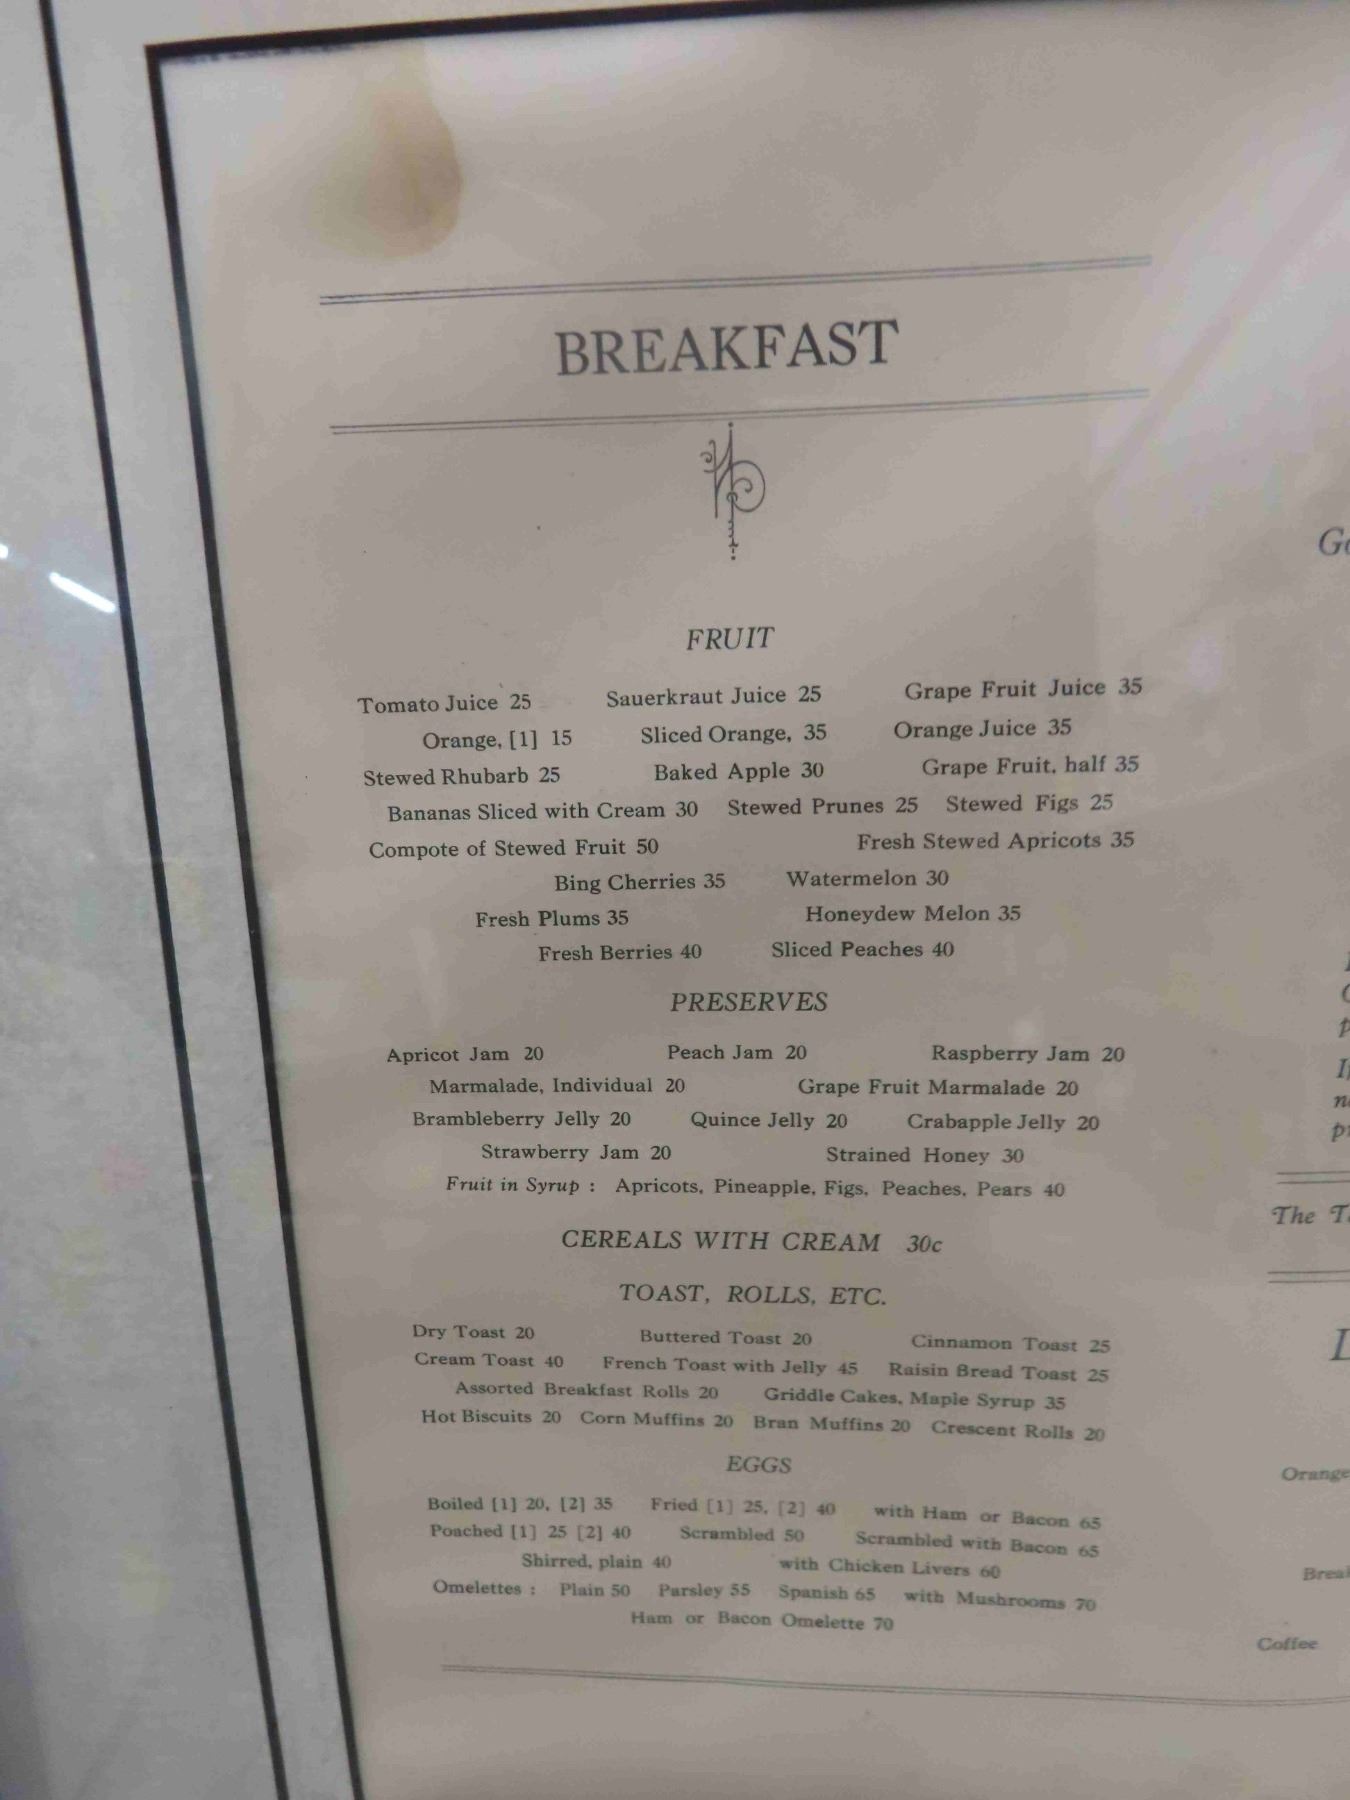 BREAKFAST
FRUIT
Tomato Juice 25 Sauerkraut Juice 25 Grape Fruit Juice 35
Orange, [1] 15 Sliced Orange, 35 Orange Juice 35
Stewed Rhubarb 25 Baked Apple 30 Grape Fruit, half 35
Bananas Sliced with Cream 30 Stewed Prunes 25 Stewed Figs 25
Compote of Stewed Fruit 50 Fresh Stewed Apricots 35
Bing Cherries 35 Watermelon 30
Fresh Plums 35 Honeydew Melon 35
Fresh Berries 40 Sliced Peaches 40
PRESERVES
Apricot Jam 20 Peach Jam 20 Raspberry Jam 20
Marmalade, Individual 20 Grape Fruit Marmalade 20
Brambleberry Jelly 20 Quince Jelly 20 Crabapple Jelly 20
Strawberry Jam 20 Strained Honey 30
Fruit in Syrup : Apricots, Pineapple, Figs, Peaches, Pears 40
CEREALS WITH CREAM 30c
TOAST, ROLLS, ETC.
Dry Toast 20 Buttered Toast 20 Cinnamon Toast 25
Cream Toast 40 French Toast with Jelly 45 Raisin Bread Toast 25
Assorted Breakfast Rolls 20 Griddle Cakes, Maple Syrup 35
Hot Biscuits 20 Corn Muffins 20 Bran Muffins 20 Crescent Rolls 20
EGGS
Boiled [1] 20, [2] 35 Fried [1] 25, [2] 40 with Ham or Bacon 65
Poached [1] 25 [2] 40 Scrambled 50 Scrambled with Bacon 65
Shirred, plain 40 with Chicken Livers 60
Omelettes : Plain 50 Parsley 55 Spanish 65 with Mushrooms 70
Ham or Bacon Omelette 70
The
Orange
Coffee